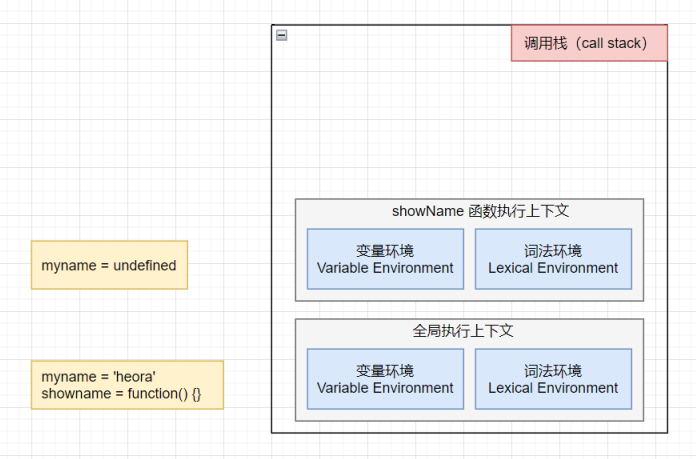 调用栈（call stack）
showName 函数执行上下文
变量环境
Variable Environment
词法环境
Lexical Environment
myname = undefined
全局执行上下文
变量环境
Variable Environment
词法环境
Lexical Environment
myname = 'heora'
showname = function() {}